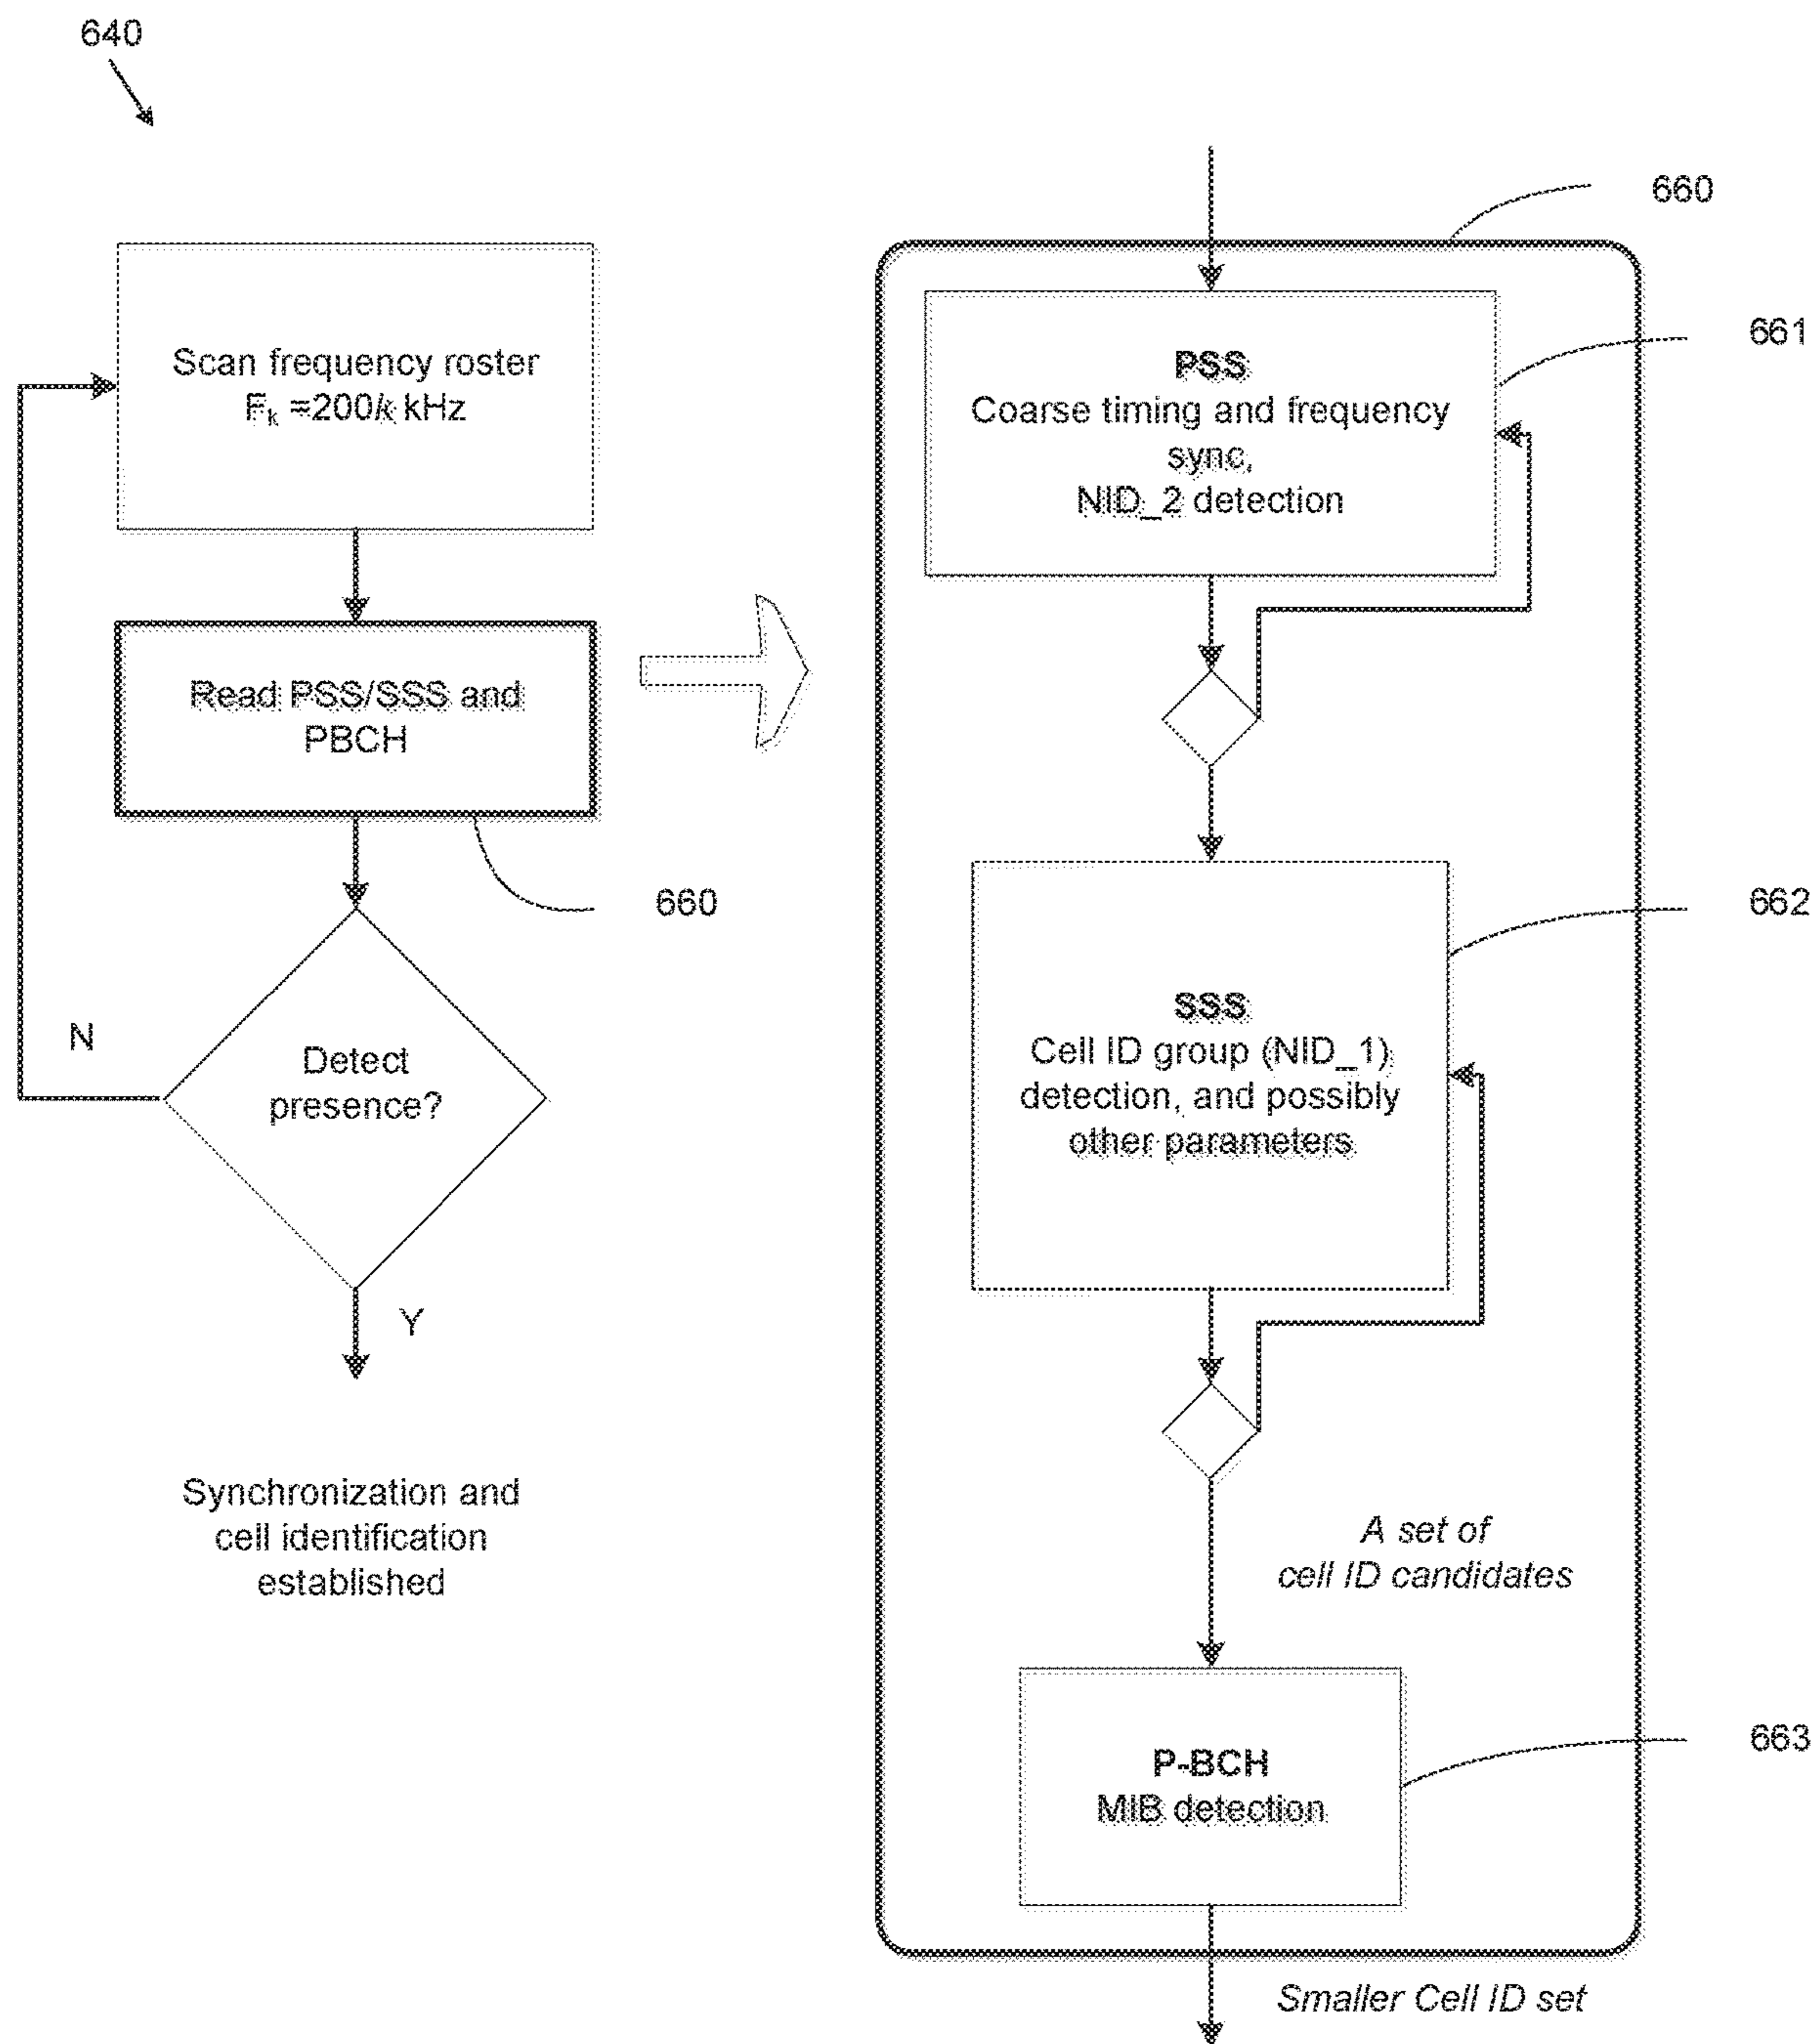 640
Scan frequency roster
Fk =200k kHz
Read PSS/SSS and
PBCH
660
Detect
presence?
N
Y
Synchronization and
cell identification
established
660
PSS
Coarse timing and frequency
sync,
NID_2 detection
661
SSS
Cell ID group (NID_1)
detection, and possibly
other parameters
662
A set of
cell ID candidates
P-BCH
MIB detection
663
Smaller Cell ID set